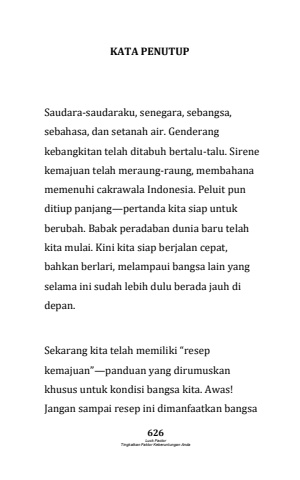 KATA PENUTUP
Saudara-saudaraku, senegara, sebangsa,
sebahasa, dan setanah air. Genderang
kebangkitan telah ditabuh bertalu-talu. Sirene
kemajuan telah meraung-raung, membahana
memenuhi cakrawala Indonesia. Peluit pun
ditiup panjang—pertanda kita siap untuk
berubah. Babak peradaban dunia baru telah
kita mulai. Kini kita siap berjalan cepat,
bahkan berlari, melampaui bangsa lain yang
selama ini sudah lebih dulu berada jauh di
depan.
Sekarang kita telah memiliki “resep
kemajuan”—panduan yang dirumuskan
khusus untuk kondisi bangsa kita. Awas!
Jangan sampai resep ini dimanfaatkan bangsa
626
Luck Factor
Tingkatkan Faktor Keberuntungan Anda